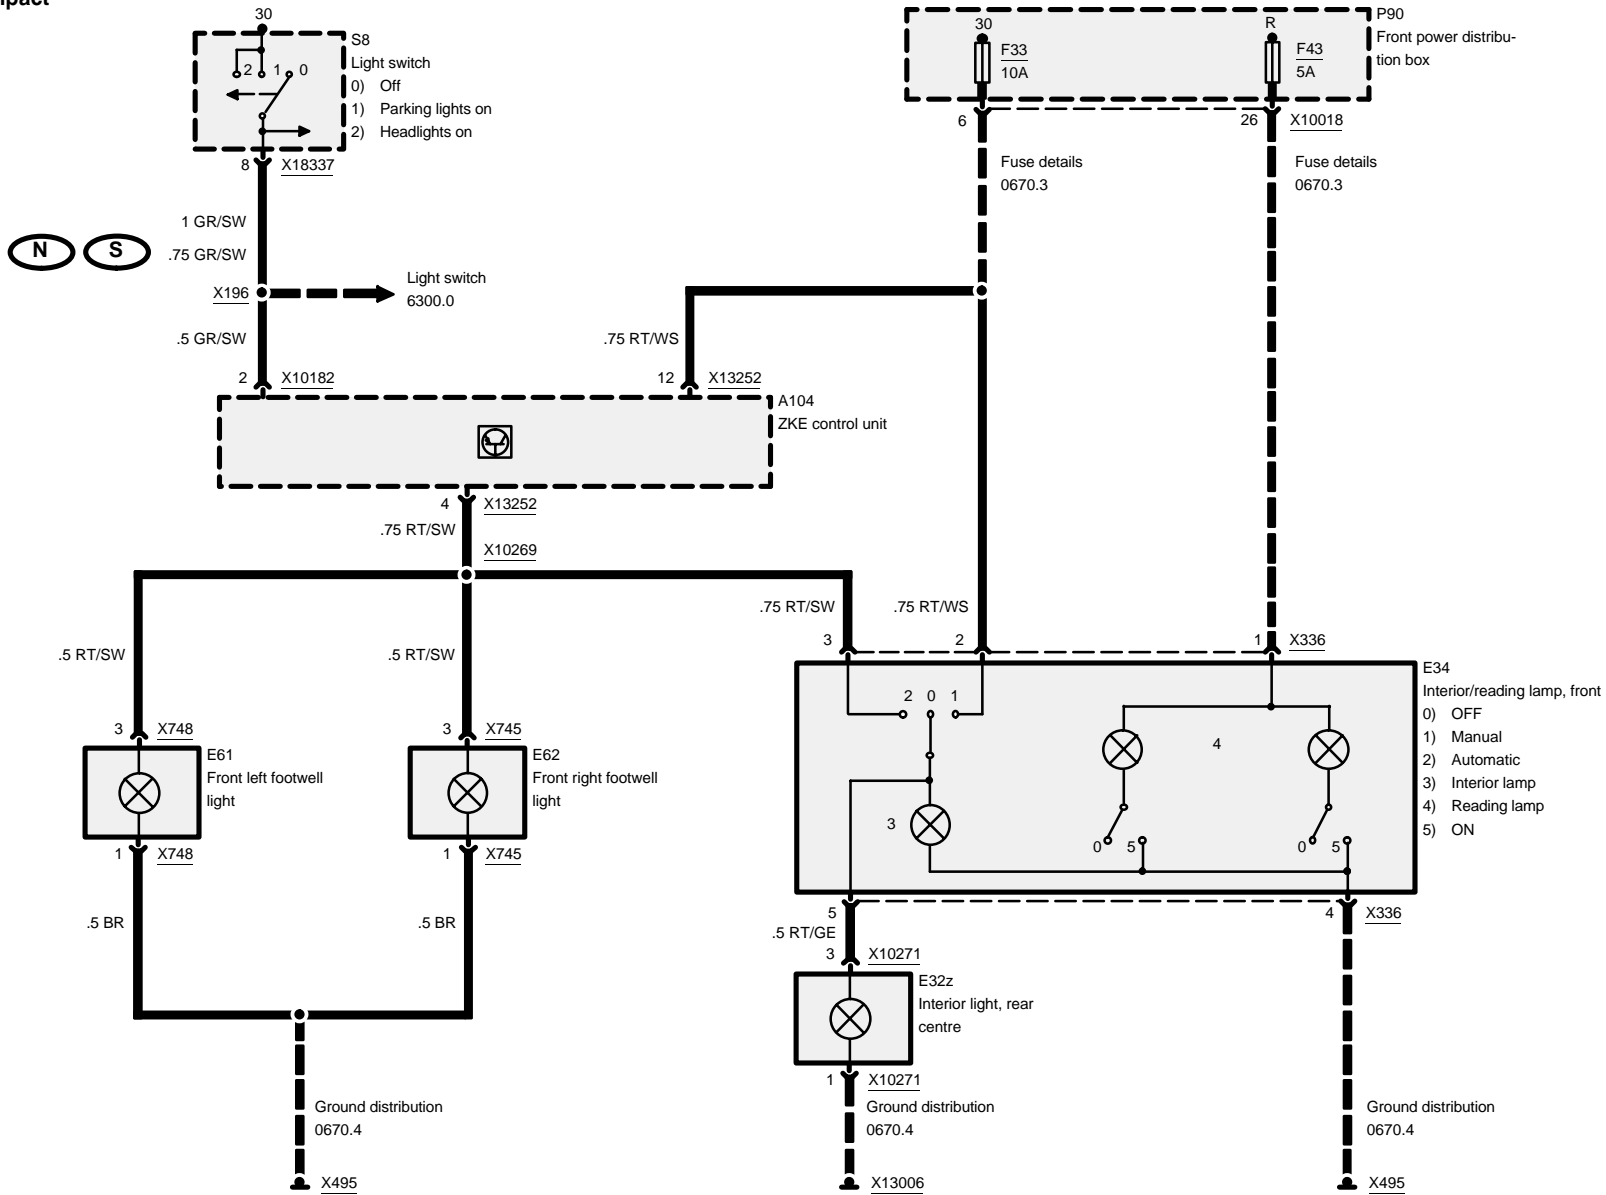 30
S8
Light switch
0) Off
1) Parking lights on
2) Headlights on
2 1 0
8 X18337
1 GR/SW
.75 GR/SW
N S
X196
Light switch
6300.0
.5 GR/SW
2 X10182
P90
Front power distribu-
tion box
30
F33
10A
R
F43
5A
6
26 X10018
Fuse details
0670.3
Fuse details
0670.3
.75 RT/WS
12 X13252
A104
ZKE control unit
4 X13252
.75 RT/SW
X10269
.5 RT/SW
.5 RT/SW
.75 RT/SW
.75 RT/WS
3
2
1 X336
3 X748
E61
Front left footwell
light
1 X748
3 X745
E62
Front right footwell
light
1 X745
E34
Interior/reading lamp, front
0) OFF
1) Manual
2) Automatic
3) Interior lamp
4) Reading lamp
5) ON
2 0 1
4
3
0 5
0 5
.5 BR
.5 BR
5
4 X336
.5 RT/GE
3 X10271
E32z
Interior light, rear
centre
1 X10271
Ground distribution
0670.4
Ground distribution
0670.4
Ground distribution
0670.4
X495
X13006
X495